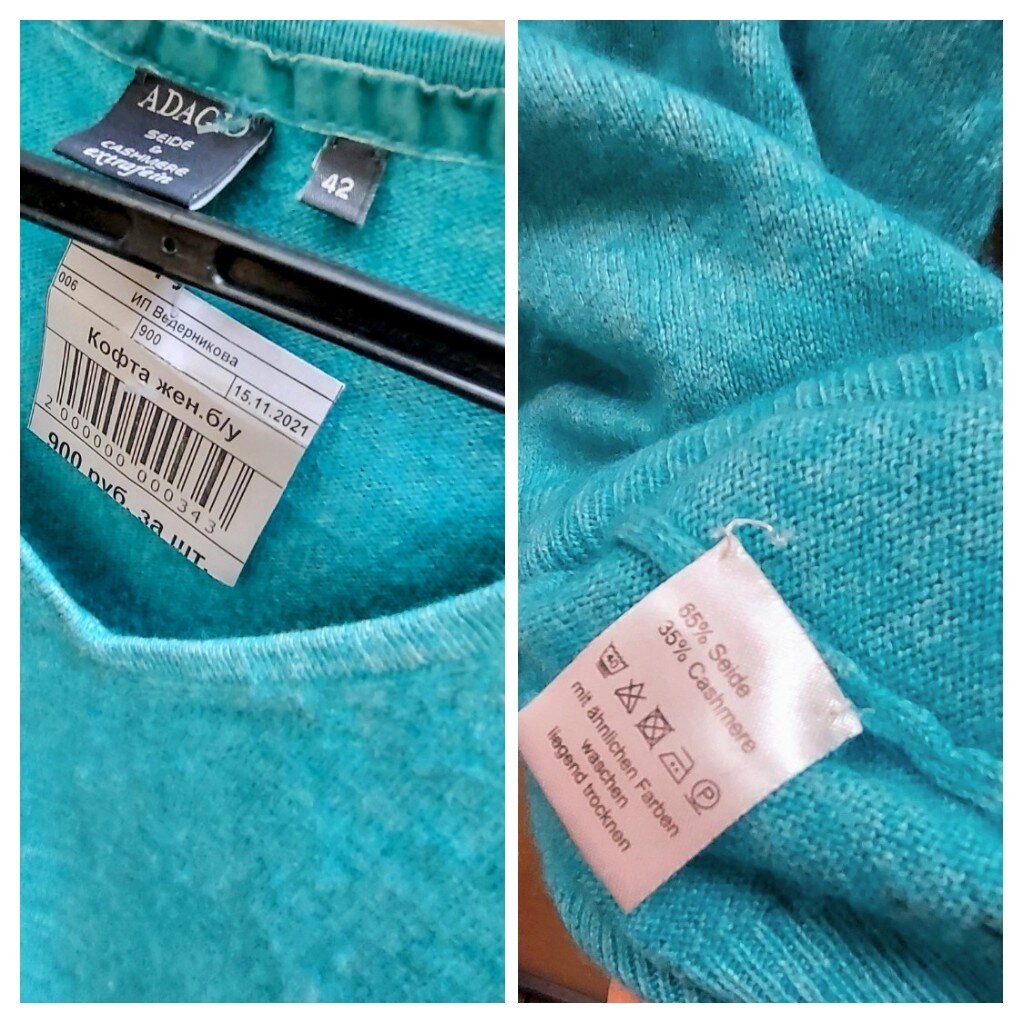 ADAGIO
SEIDE
&
CASHMERE
extrafein
42
006
ИП Ведерникова
900
15.11.2021
Кофта жен.б/у
2 000000 000343
900 руб. за шт.
65% Seide
35% Cashmere
40
P
mit ähnlichen Farben
waschen
liegend trocknen